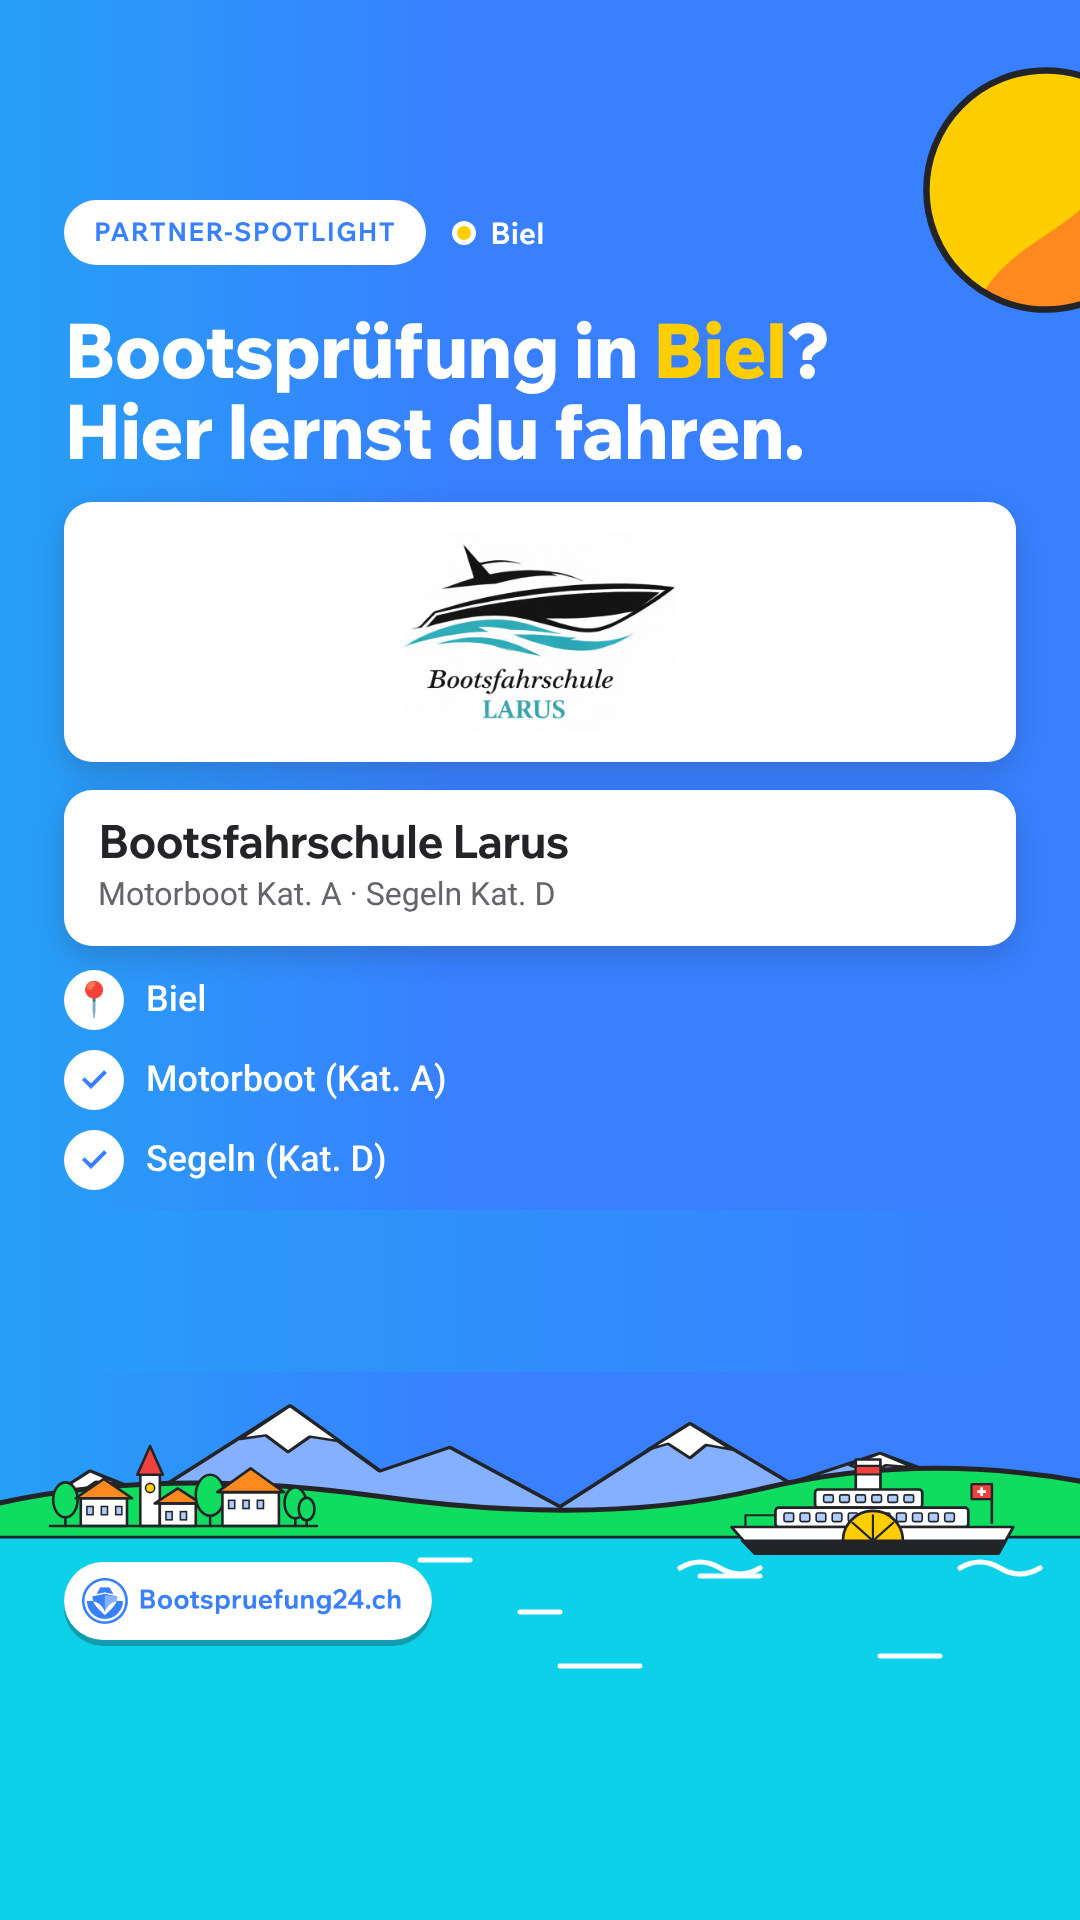 PARTNER-SPOTLIGHT
Biel
Bootsprüfung in Biel?
Hier lernst du fahren.
Bootsfahrschule
LARUS
Bootsfahrschule Larus
Motorboot Kat. A · Segeln Kat. D
Biel
Motorboot (Kat. A)
Segeln (Kat. D)
Bootspruefung24.ch